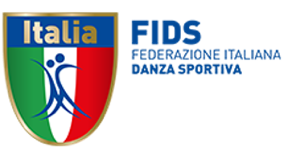 Italia
FIDS
FEDERAZIONE ITALIANA
DANZA SPORTIVA